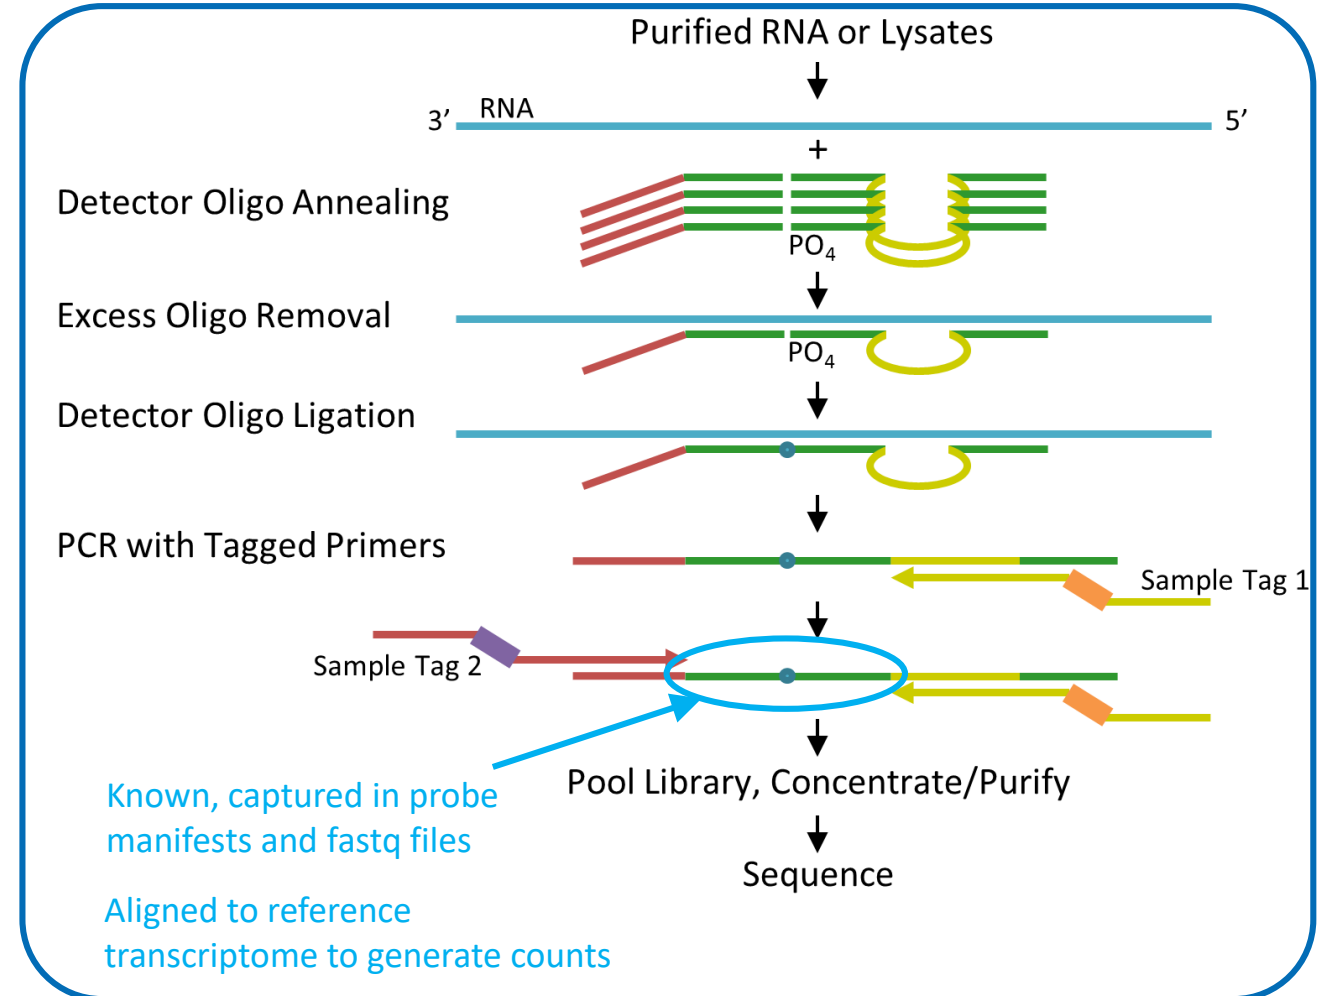 Purified RNA or Lysates
3’ RNA 5’
+
Detector Oligo Annealing
PO4
Excess Oligo Removal
PO4
Detector Oligo Ligation
PCR with Tagged Primers
Sample Tag 1
Sample Tag 2
Pool Library, Concentrate/Purify
Known, captured in probe
manifests and fastq files
Sequence
Aligned to reference
transcriptome to generate counts